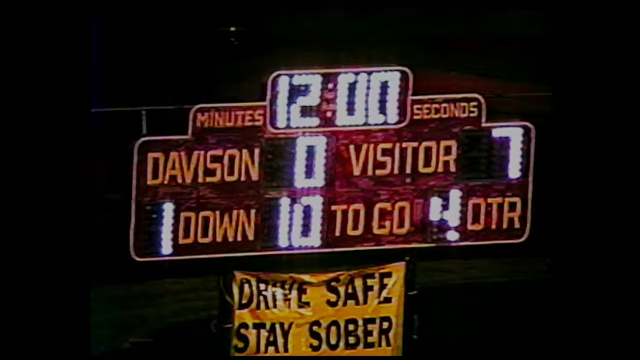 MINUTES 12:00 SECONDS
DAVISON 0 VISITOR 7
1 DOWN 10 TO GO 4 QTR
DRIVE SAFE
STAY SOBER